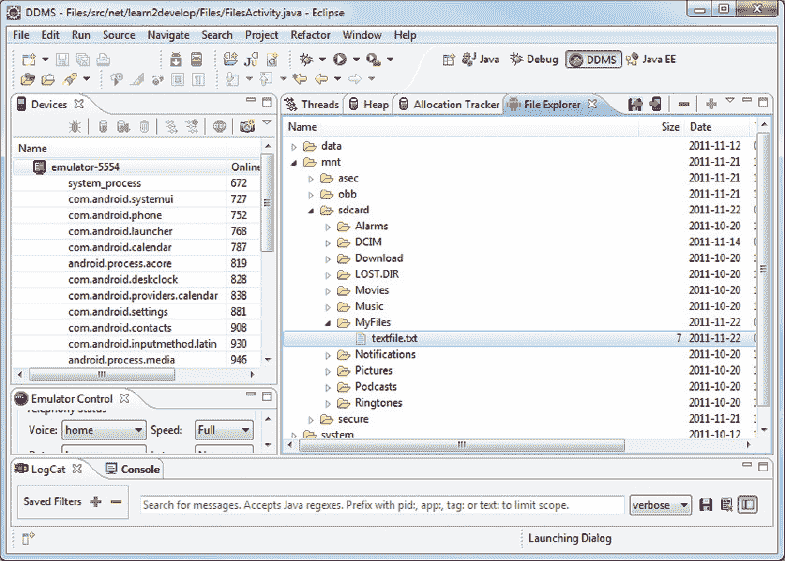 DDMS - Files/src/net/learn2develop/Files/FilesActivity.java - Eclipse
File Edit Run Source Navigate Search Project Refactor Window Help
Java Debug DDMS Java EE
Devices
Name
emulator-5554 Online
system_process 672
com.android.systemui 727
com.android.phone 752
com.android.launcher 768
com.android.calendar 787
android.process.acore 819
com.android.deskclock 828
com.android.providers.calendar 838
com.android.settings 881
com.android.contacts 908
com.android.inputmethod.latin 930
android.process.media 946
Emulator Control
Telephony Status
Voice: home Speed: Full
Threads Heap Allocation Tracker File Explorer
Name Size Date
data 2011-11-12
mnt 2011-11-21
asec 2011-11-21
obb 2011-11-21
sdcard 2011-11-22
Alarms 2011-10-20
DCIM 2011-11-14
Download 2011-10-20
LOST.DIR 2011-10-20
Movies 2011-10-20
Music 2011-10-20
MyFiles 2011-11-22
textfile.txt 7 2011-11-22
Notifications 2011-10-20
Pictures 2011-10-20
Podcasts 2011-10-20
Ringtones 2011-10-20
secure 2011-11-21
system 2011-10-12
LogCat Console
Saved Filters
Search for messages. Accepts Java regexes. Prefix with pid:, app:, tag: or text: to limit scope.
verbose
Launching Dialog